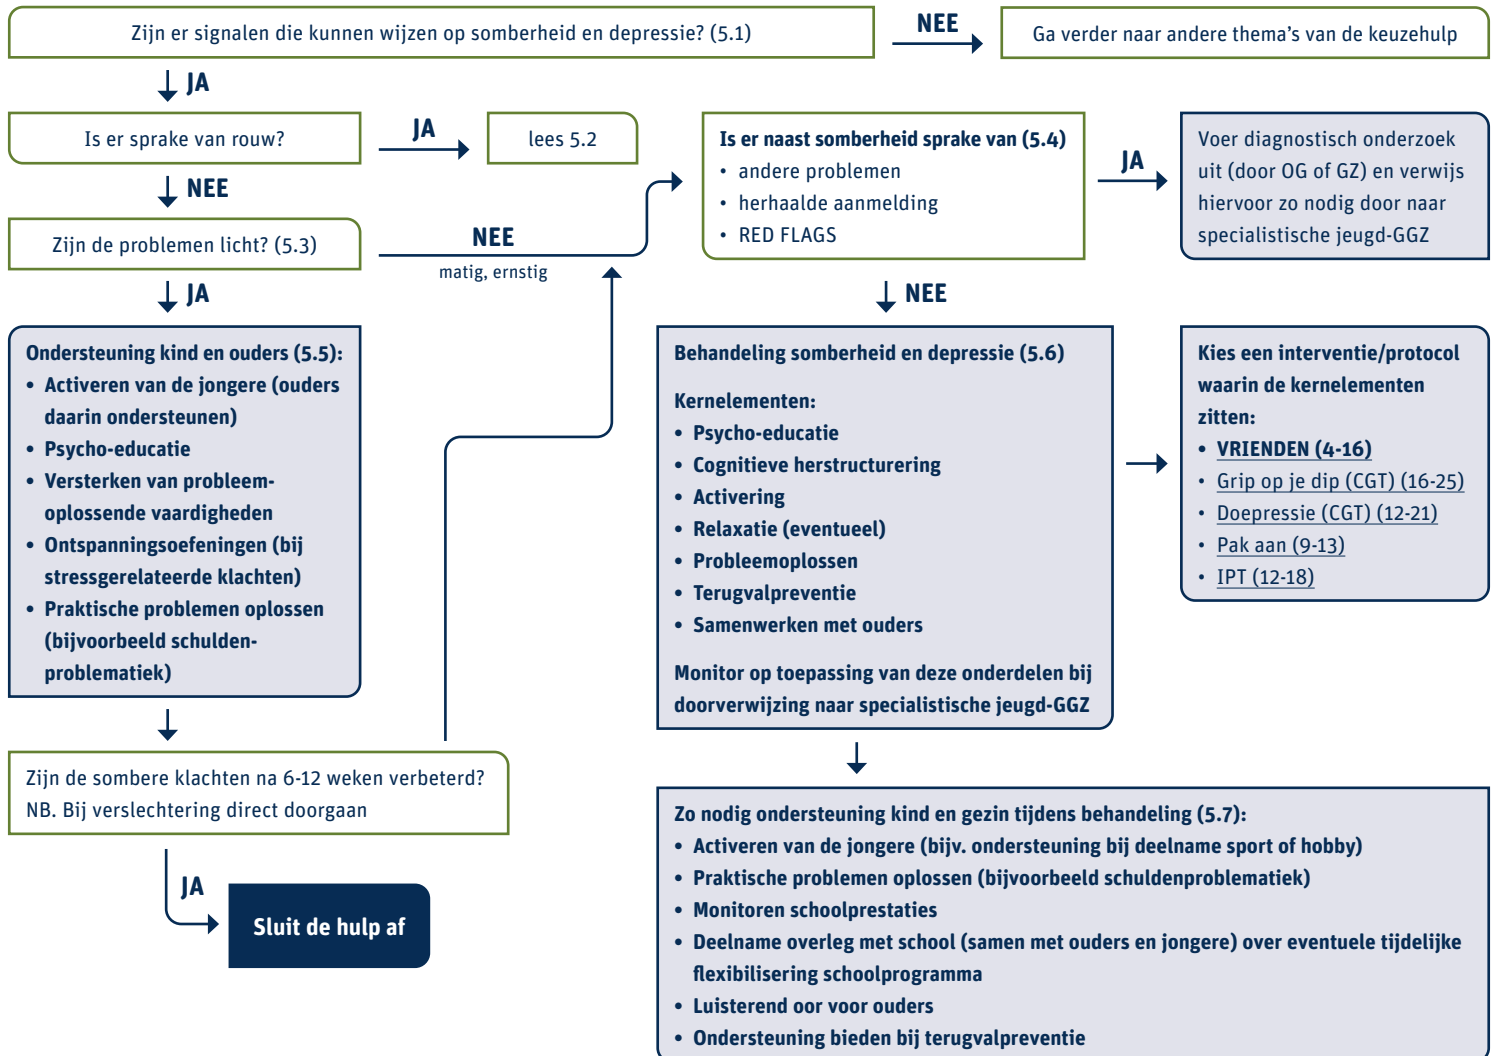 Zijn er signalen die kunnen wijzen op somberheid en depressie? (5.1)
NEE
Ga verder naar andere thema's van de keuzehulp
JA
Is er sprake van rouw?
JA
lees 5.2
NEE
Zijn de problemen licht? (5.3)
NEE
matig, ernstig
Is er naast somberheid sprake van (5.4)
• andere problemen
• herhaalde aanmelding
• RED FLAGS
JA
Voer diagnostisch onderzoek
uit (door OG of GZ) en verwijs
hiervoor zo nodig door naar
specialistische jeugd-GGZ
JA
NEE
Ondersteuning kind en ouders (5.5):
• Activeren van de jongere (ouders
daarin ondersteunen)
• Psycho-educatie
• Versterken van probleem-
oplossende vaardigheden
• Ontspanningsoefeningen (bij
stressgerelateerde klachten)
• Praktische problemen oplossen
(bijvoorbeeld schulden-
problematiek)
Behandeling somberheid en depressie (5.6)
Kernelementen:
• Psycho-educatie
• Cognitieve herstructurering
• Activering
• Relaxatie (eventueel)
• Probleemoplossen
• Terugvalpreventie
• Samenwerken met ouders
Monitor op toepassing van deze onderdelen bij
doorverwijzing naar specialistische jeugd-GGZ
Kies een interventie/protocol
waarin de kernelementen
zitten:
• VRIENDEN (4-16)
• Grip op je dip (CGT) (16-25)
• Doepressie (CGT) (12-21)
• Pak aan (9-13)
• IPT (12-18)
Zijn de sombere klachten na 6-12 weken verbeterd?
NB. Bij verslechtering direct doorgaan
JA
Sluit de hulp af
Zo nodig ondersteuning kind en gezin tijdens behandeling (5.7):
• Activeren van de jongere (bijv. ondersteuning bij deelname sport of hobby)
• Praktische problemen oplossen (bijvoorbeeld schuldenproblematiek)
• Monitoren schoolprestaties
• Deelname overleg met school (samen met ouders en jongere) over eventuele tijdelijke
flexibilisering schoolprogramma
• Luisterend oor voor ouders
• Ondersteuning bieden bij terugvalpreventie